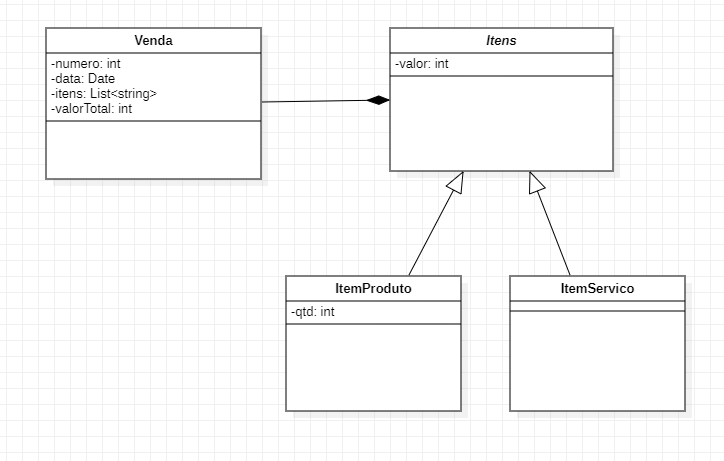 Venda
-numero: int
-data: Date
-itens: List<string>
-valorTotal: int
Itens
-valor: int
ItemProduto
-qtd: int
ItemServico